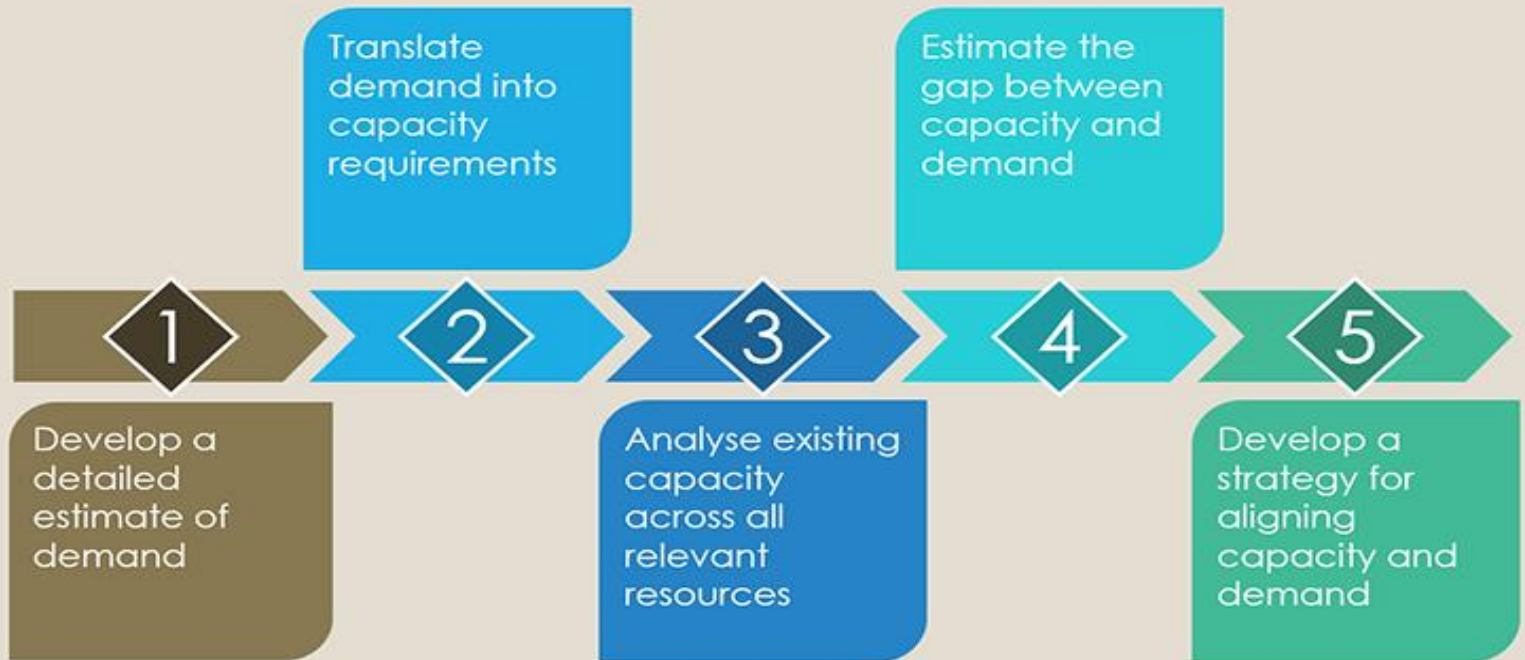 1
Develop a
detailed
estimate of
demand
2
Translate
demand into
capacity
requirements
3
Analyse existing
capacity
across all
relevant
resources
4
Estimate the
gap between
capacity and
demand
5
Develop a
strategy for
aligning
capacity and
demand